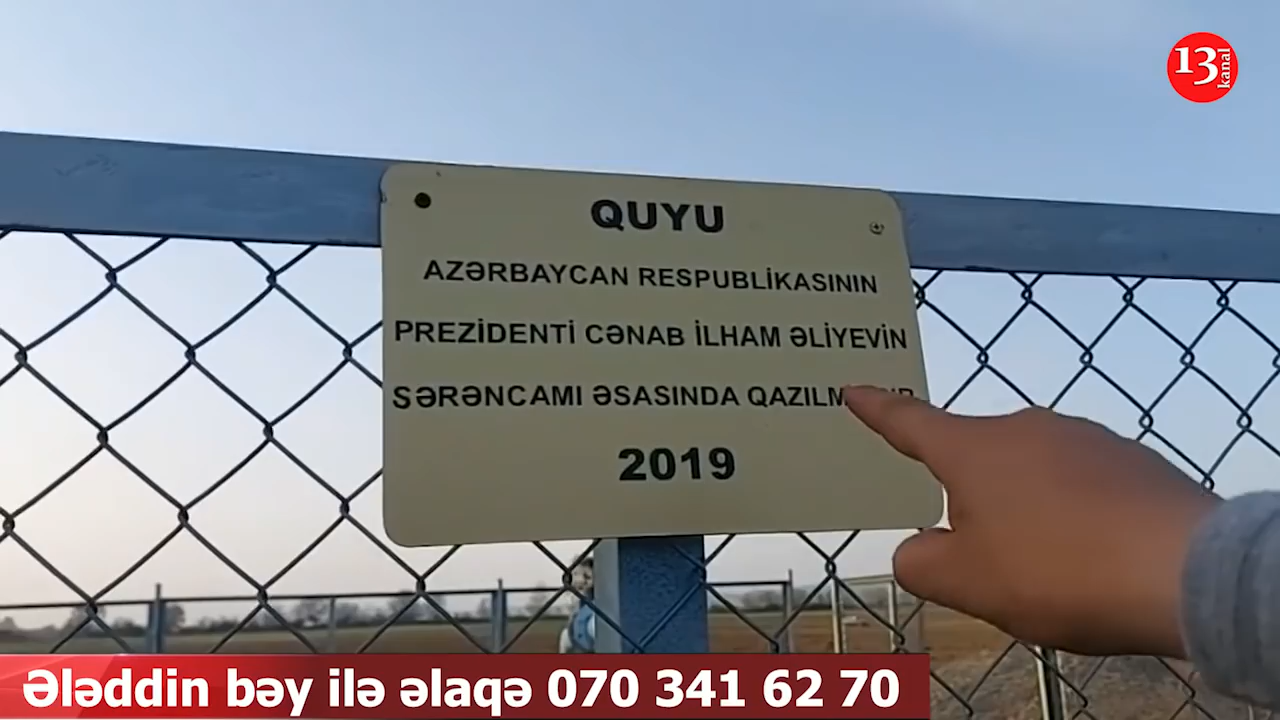 13 kanal
QUYU
AZƏRBAYCAN RESPUBLİKASININ
PREZİDENTİ CƏNAB İLHAM ƏLİYEVİN
SƏRƏNCAMI ƏSASINDA
2019
Ələddin bəy ilə əlaqə 070 341 62 70